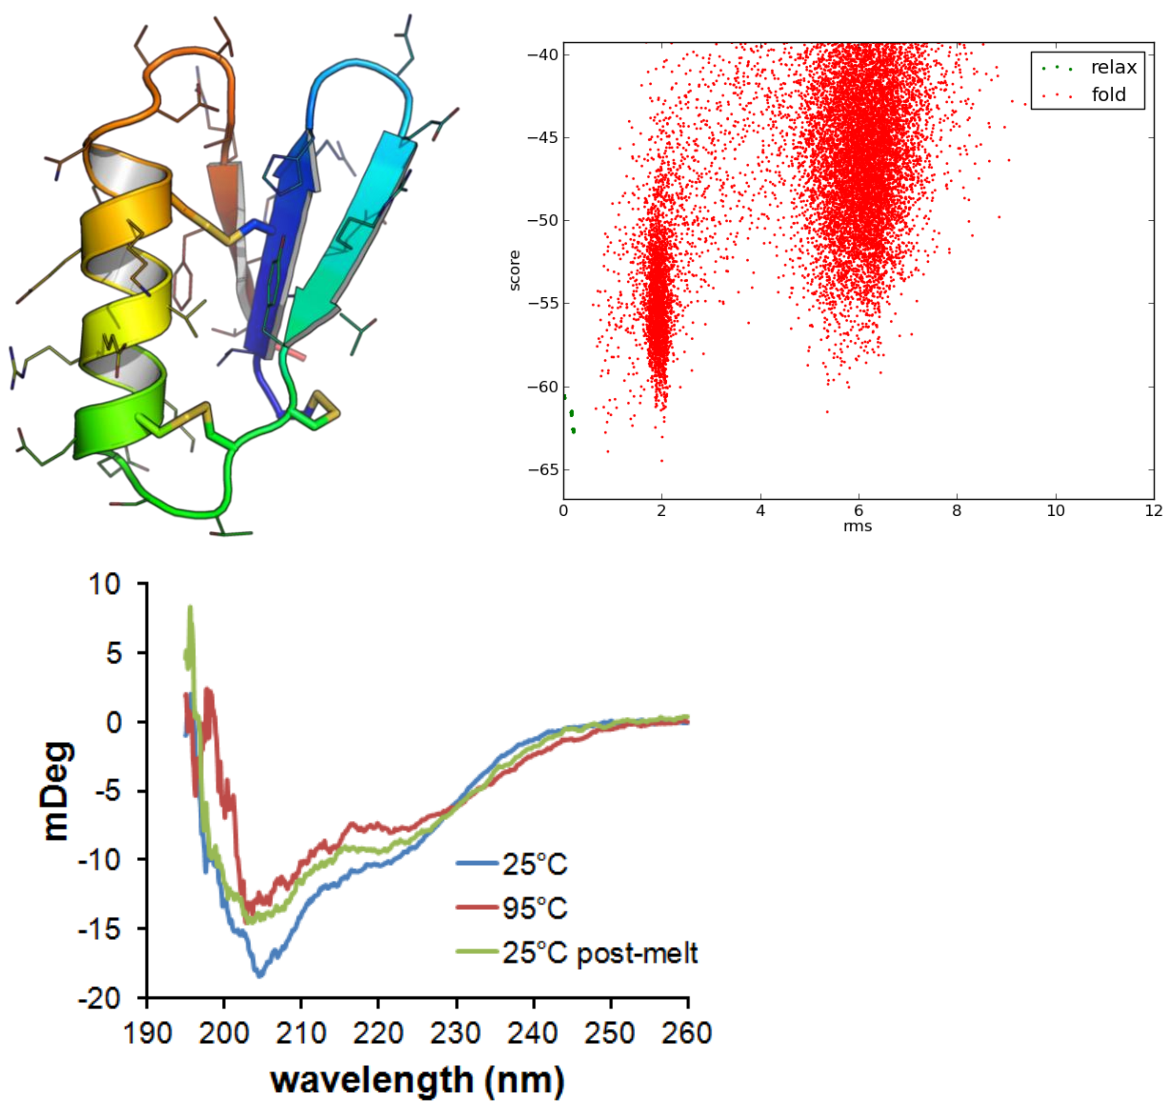 −40
−45
−50
−55
−60
−65
score
0 2 4 6 8 10 12
rms
relax
fold
10
5
0
-5
-10
-15
-20
mDeg
25°C
95°C
25°C post-melt
190 200 210 220 230 240 250 260
wavelength (nm)